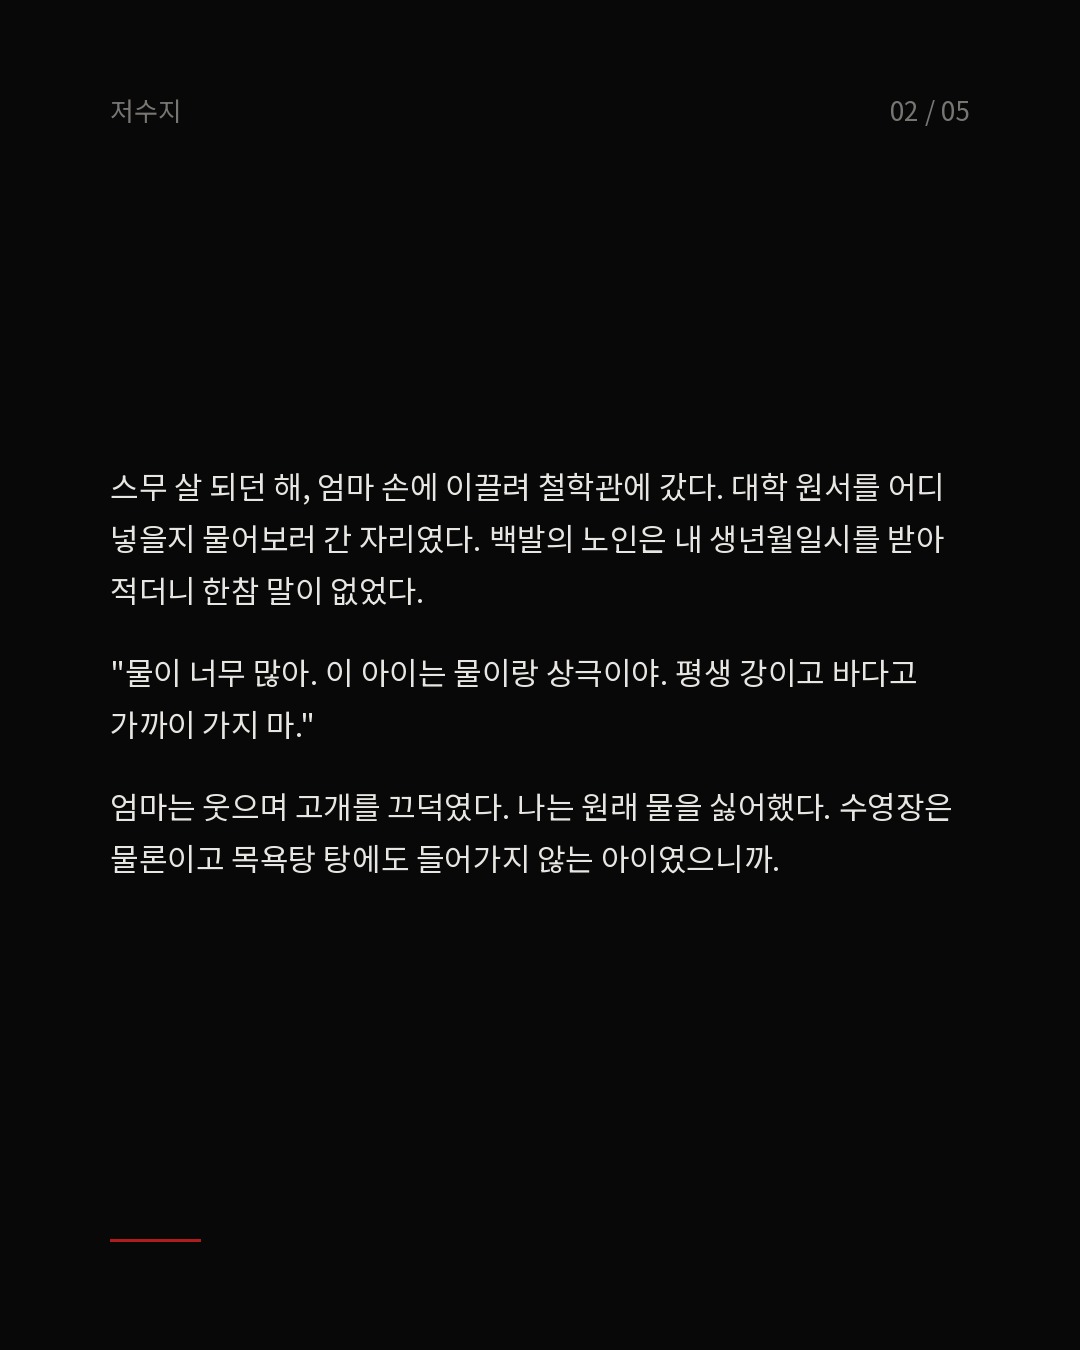 저수지
02 / 05
스무 살 되던 해, 엄마 손에 이끌려 철학관에 갔다. 대학 원서를 어디
넣을지 물어보러 간 자리였다. 백발의 노인은 내 생년월일시를 받아
적더니 한참 말이 없었다.
"물이 너무 많아. 이 아이는 물이랑 상극이야. 평생 강이고 바다고
가까이 가지 마."
엄마는 웃으며 고개를 끄덕였다. 나는 원래 물을 싫어했다. 수영장은
물론이고 목욕탕 탕에도 들어가지 않는 아이였으니까.